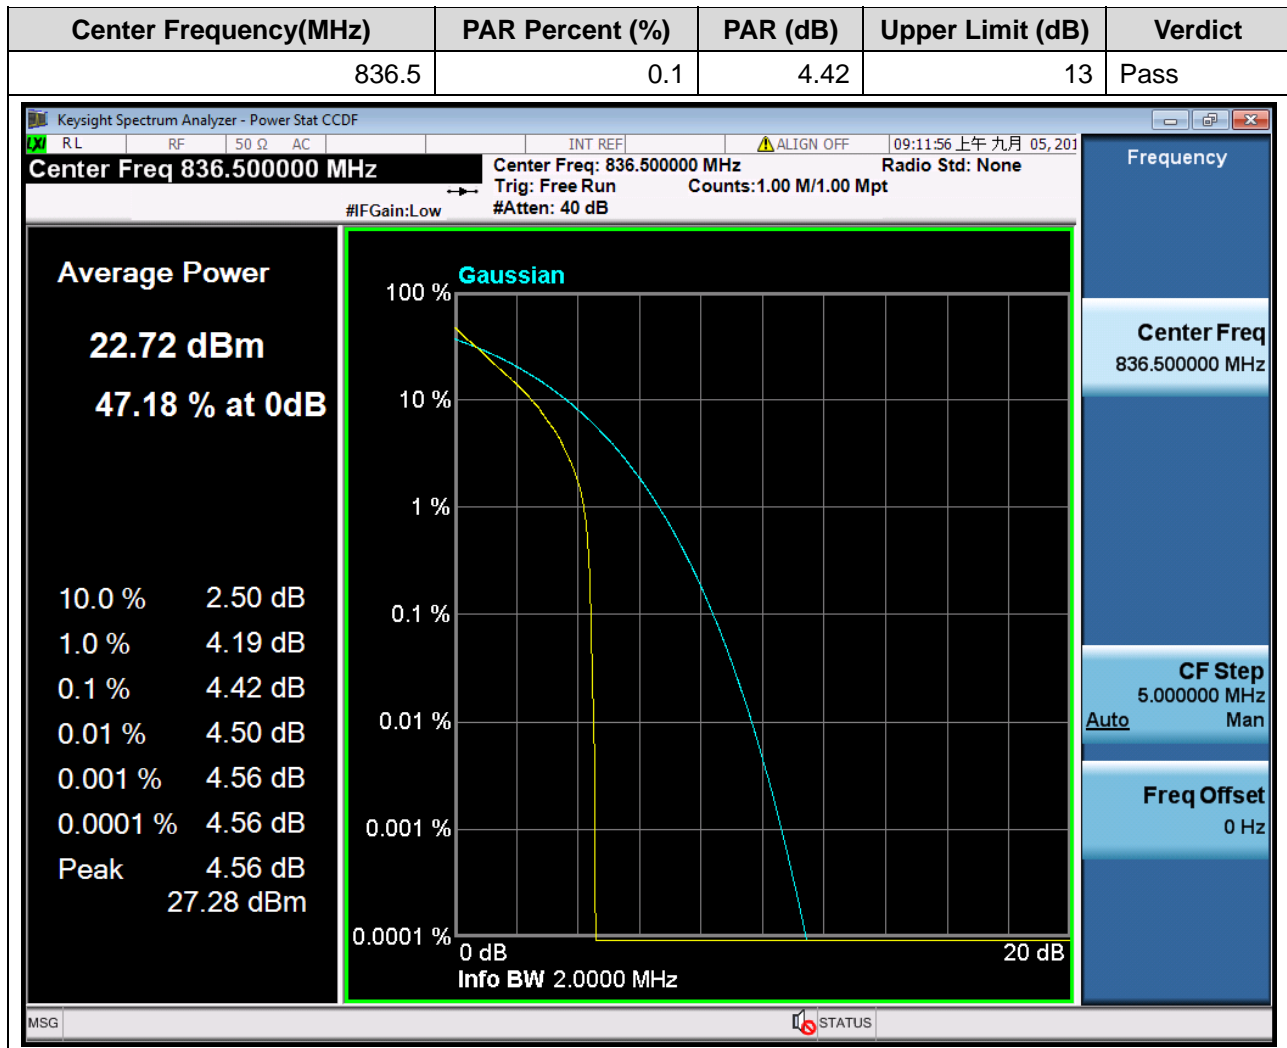 Center Frequency(MHz) PAR Percent (%) PAR (dB) Upper Limit (dB) Verdict
836.5 0.1 4.42 13 Pass
Keysight Spectrum Analyzer - Power Stat CCDF
LXI RL RF 50 Ω AC INT REF ALIGN OFF 09:11:56 上午 九月 05, 201
Center Freq 836.500000 MHz
Center Freq: 836.500000 MHz Radio Std: None
Trig: Free Run Counts:1.00 M/1.00 Mpt
#IFGain:Low #Atten: 40 dB
Average Power
22.72 dBm
47.18 % at 0dB
10.0 % 2.50 dB
1.0 % 4.19 dB
0.1 % 4.42 dB
0.01 % 4.50 dB
0.001 % 4.56 dB
0.0001 % 4.56 dB
Peak 4.56 dB
27.28 dBm
Gaussian
100 %
10 %
1 %
0.1 %
0.01 %
0.001 %
0.0001 %
0 dB 20 dB
Info BW 2.0000 MHz
Frequency
Center Freq
836.500000 MHz
CF Step
5.000000 MHz
Auto Man
Freq Offset
0 Hz
MSG STATUS